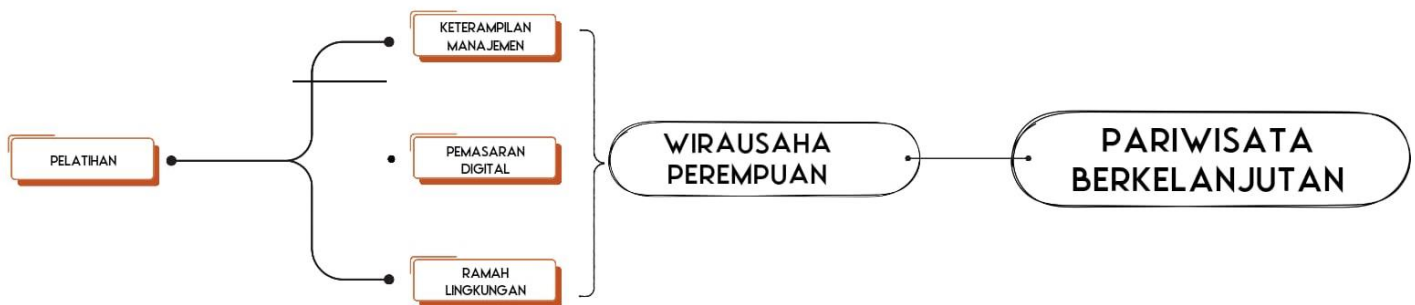 PELATIHAN
KETERAMPILAN
MANAJEMEN
PEMASARAN
DIGITAL
RAMAH
LINGKUNGAN
WIRAUSAHA
PEREMPUAN
PARIWISATA
BERKELANJUTAN